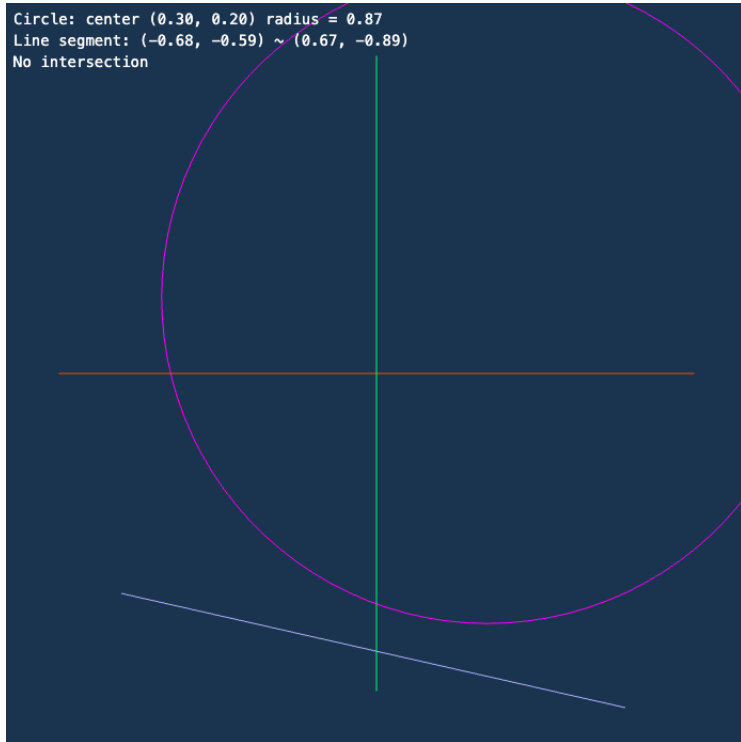 Circle: center (0.30, 0.20) radius = 0.87
Line segment: (-0.68, -0.59) ~ (0.67, -0.89)
No intersection